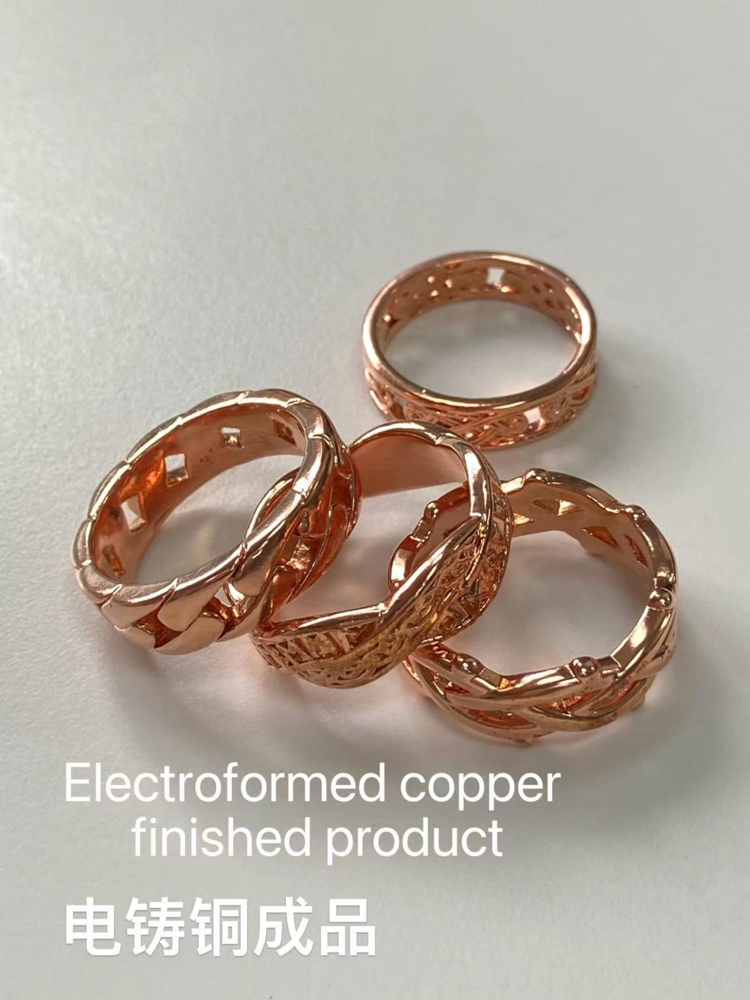 Electroformed copper
finished product
电铸铜成品